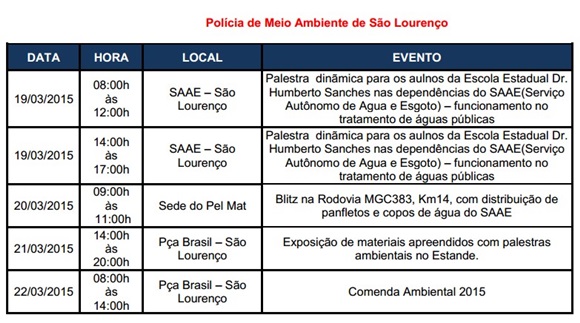 Polícia de Meio Ambiente de São Lourenço
DATA HORA LOCAL EVENTO
19/03/2015
08:00h
às
12:00h
SAAE – São
Lourenço
Palestra dinâmica para os aulnos da Escola Estadual Dr.
Humberto Sanches nas dependências do SAAE(Serviço
Autônomo de Agua e Esgoto) – funcionamento no
tratamento de águas públicas
19/03/2015
14:00h
às
17:00h
SAAE – São
Lourenço
Palestra dinâmica para os aulnos da Escola Estadual Dr.
Humberto Sanches nas dependências do SAAE(Serviço
Autônomo de Agua e Esgoto) – funcionamento no
tratamento de águas públicas
20/03/2015
09:00h
às
11:00h
Sede do Pel Mat
Blitz na Rodovia MGC383, Km14, com distribuição de
panfletos e copos de água do SAAE
21/03/2015
14:00h
às
20:00h
Pça Brasil – São
Lourenço
Exposição de materiais apreendidos com palestras
ambientais no Estande.
22/03/2015
08:00h
às
14:00h
Pça Brasil – São
Lourenço
Comenda Ambiental 2015